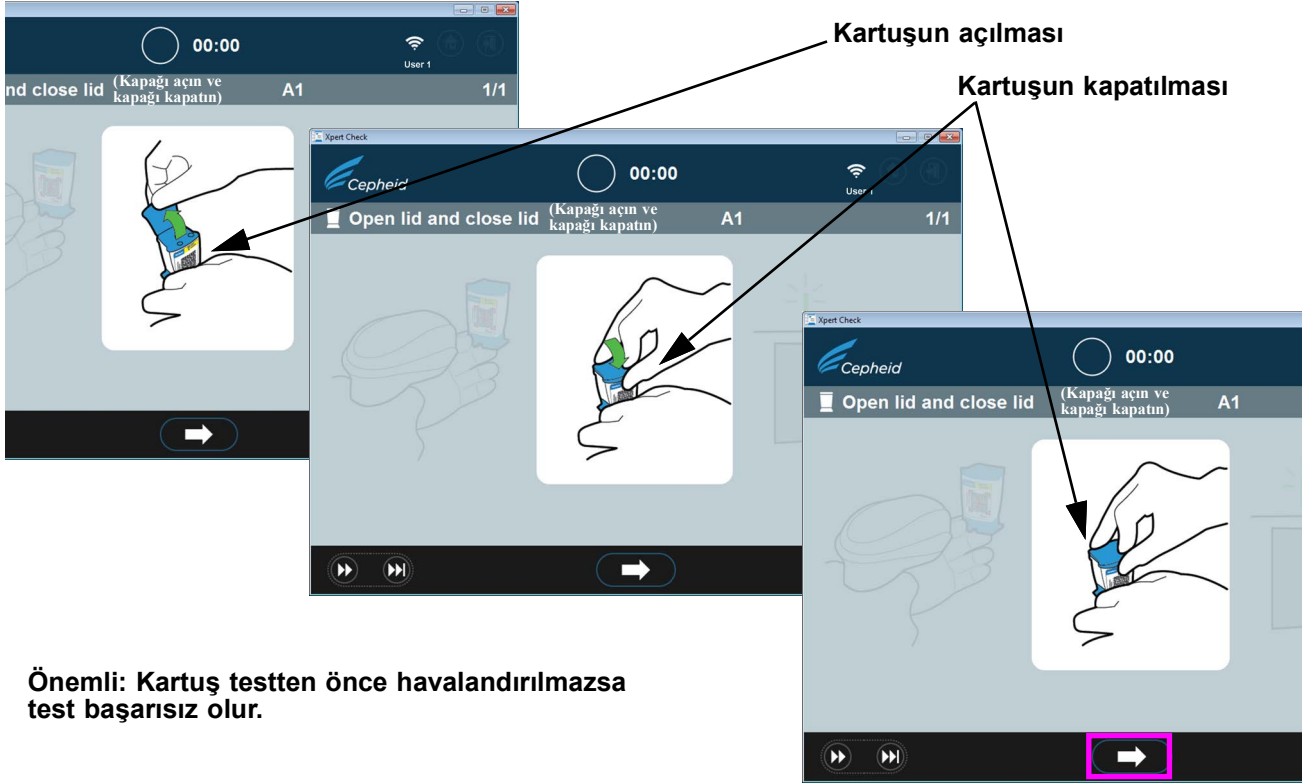 Kartuşun açılması
Kartuşun kapatılması
00:00
User 1
nd close lid
(Kapağı açın ve
kapağı kapatın)
A1
1/1
Xpert Check
Cepheid
00:00
User 1
Open lid and close lid
(Kapağı açın ve
kapağı kapatın)
A1
1/1
Xpert Check
Cepheid
00:00
Open lid and close lid
(Kapağı açın ve
kapağı kapatın)
A1
Önemli: Kartuş testten önce havalandırılmazsa
test başarısız olur.